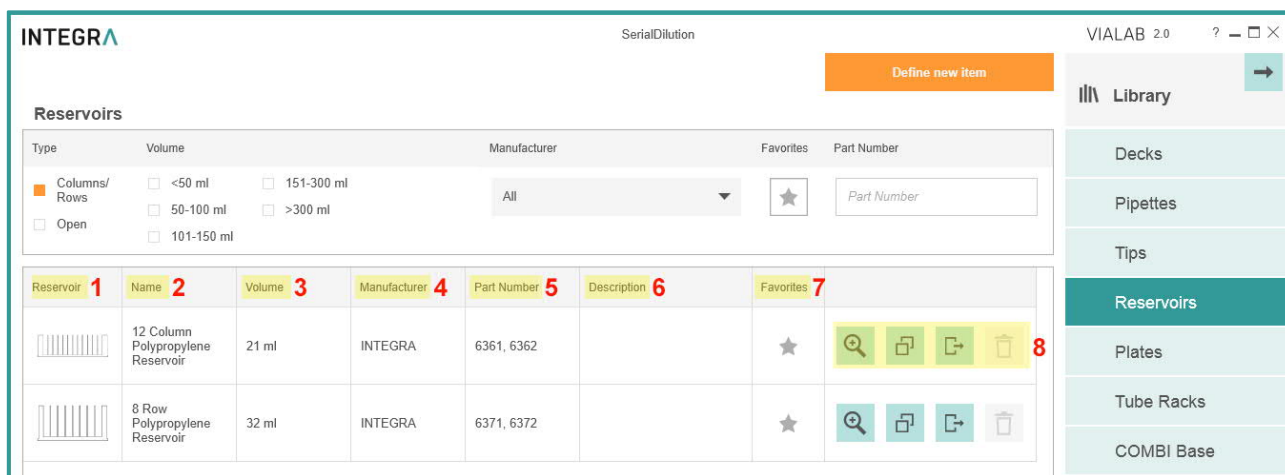 INTEGRA
SerialDilution
VIALAB 2.0 ?
Define new item
Library
Reservoirs
Type Volume Manufacturer Favorites Part Number
Columns/
Rows
Open
<50 ml
50-100 ml
101-150 ml
151-300 ml
>300 ml
All
Part Number
Reservoir 1 Name 2 Volume 3 Manufacturer 4 Part Number 5 Description 6 Favorites 7
12 Column
Polypropylene
Reservoir
21 ml INTEGRA 6361, 6362
8
8 Row
Polypropylene
Reservoir
32 ml INTEGRA 6371, 6372
Decks
Pipettes
Tips
Reservoirs
Plates
Tube Racks
COMBI Base